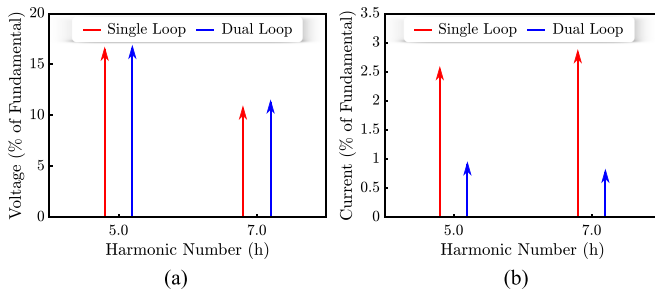 Single Loop
Dual Loop
Voltage (% of Fundamental)
20
15
10
5
0
5.0
7.0
Harmonic Number (h)
(a)
Single Loop
Dual Loop
Current (% of Fundamental)
3.5
3
2.5
2
1.5
1
0.5
0
5.0
7.0
Harmonic Number (h)
(b)